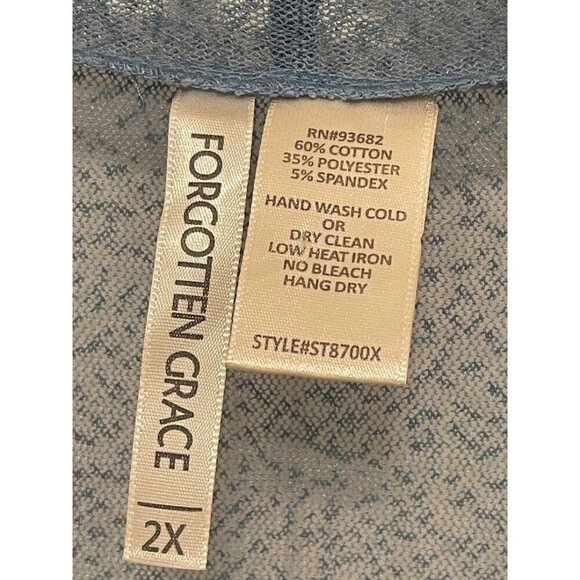 FORGOTTEN GRACE | 2X
RN#93682
60% COTTON
35% POLYESTER
5% SPANDEX
HAND WASH COLD
OR
DRY CLEAN
LOW HEAT IRON
NO BLEACH
HANG DRY
STYLE#ST8700X